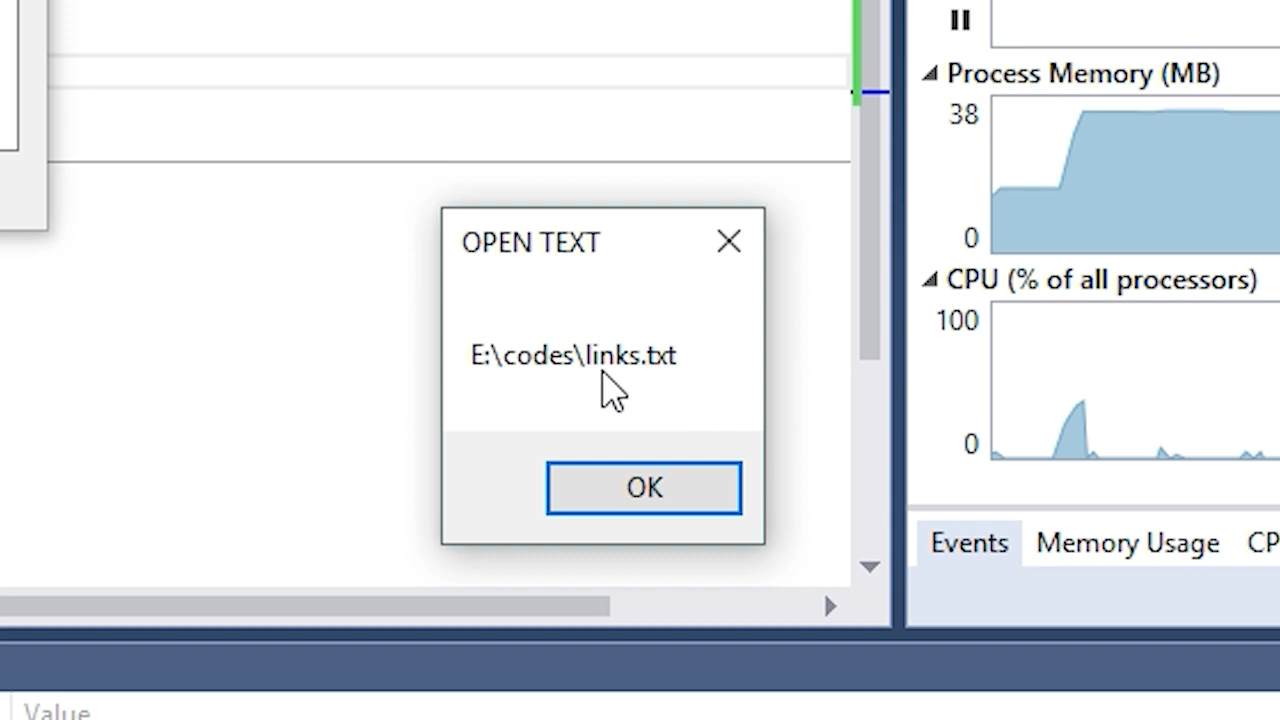 Process Memory (MB)
38
0
CPU (% of all processors)
100
0
Events Memory Usage CP
OPEN TEXT
E:\codes\links.txt
OK
Value